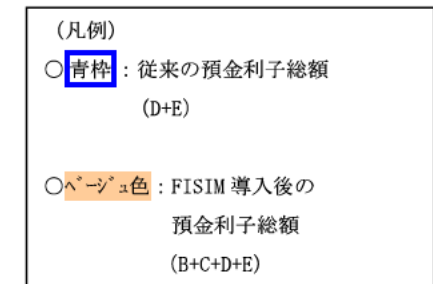 （凡例）
○青枠：従来の預金利子総額
(D+E)
○ﾍﾞｰｼﾞｭ色：FISIM 導入後の
預金利子総額
(B+C+D+E)